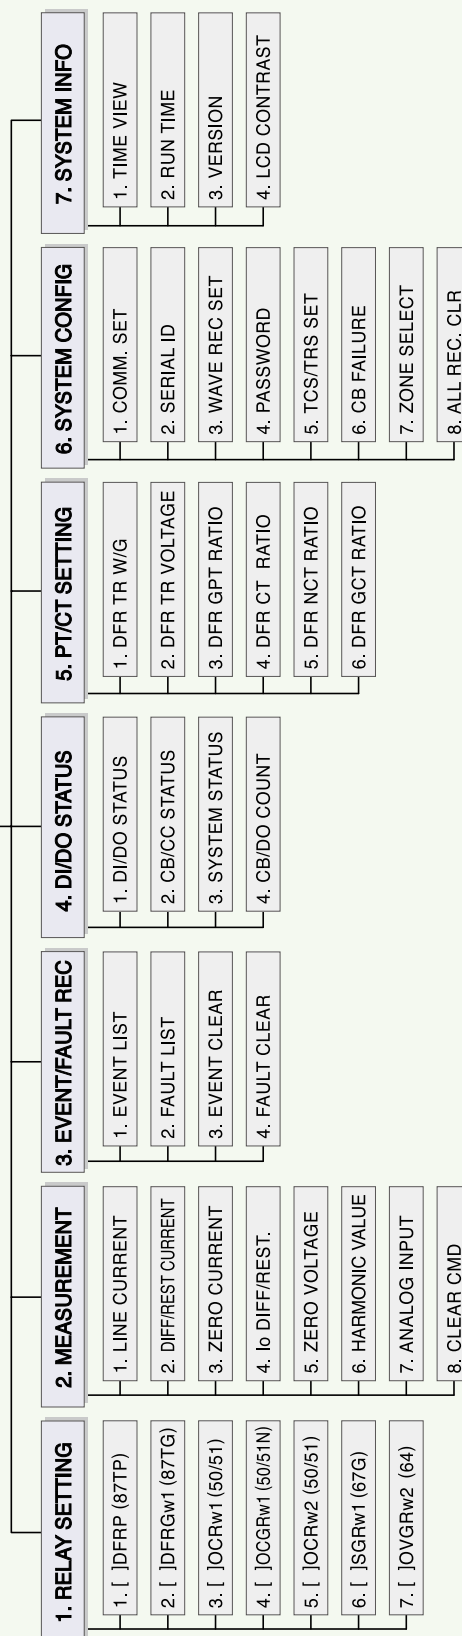 1. RELAY SETTING
1. [ ]DFRP (87TP)
2. [ ]DFRGw1 (87TG)
3. [ ]OCRw1 (50/51)
4. [ ]OCGRw1 (50/51N)
5. [ ]OCRw2 (50/51)
6. [ ]SGRw1 (67G)
7. [ ]OVGRw2 (64)
2. MEASUREMENT
1. LINE CURRENT
2. DIFF/REST CURRENT
3. ZERO CURRENT
4. Io DIFF/REST.
5. ZERO VOLTAGE
6. HARMONIC VALUE
7. ANALOG INPUT
8. CLEAR CMD
3. EVENT/FAULT REC
1. EVENT LIST
2. FAULT LIST
3. EVENT CLEAR
4. FAULT CLEAR
4. DI/DO STATUS
1. DI/DO STATUS
2. CB/CC STATUS
3. SYSTEM STATUS
4. CB/DO COUNT
5. PT/CT SETTING
1. DFR TR W/G
2. DFR TR VOLTAGE
3. DFR GPT RATIO
4. DFR CT RATIO
5. DFR NCT RATIO
6. DFR GCT RATIO
6. SYSTEM CONFIG
1. COMM. SET
2. SERIAL ID
3. WAVE REC SET
4. PASSWORD
5. TCS/TRS SET
6. CB FAILURE
7. ZONE SELECT
8. ALL REC. CLR
7. SYSTEM INFO
1. TIME VIEW
2. RUN TIME
3. VERSION
4. LCD CONTRAST